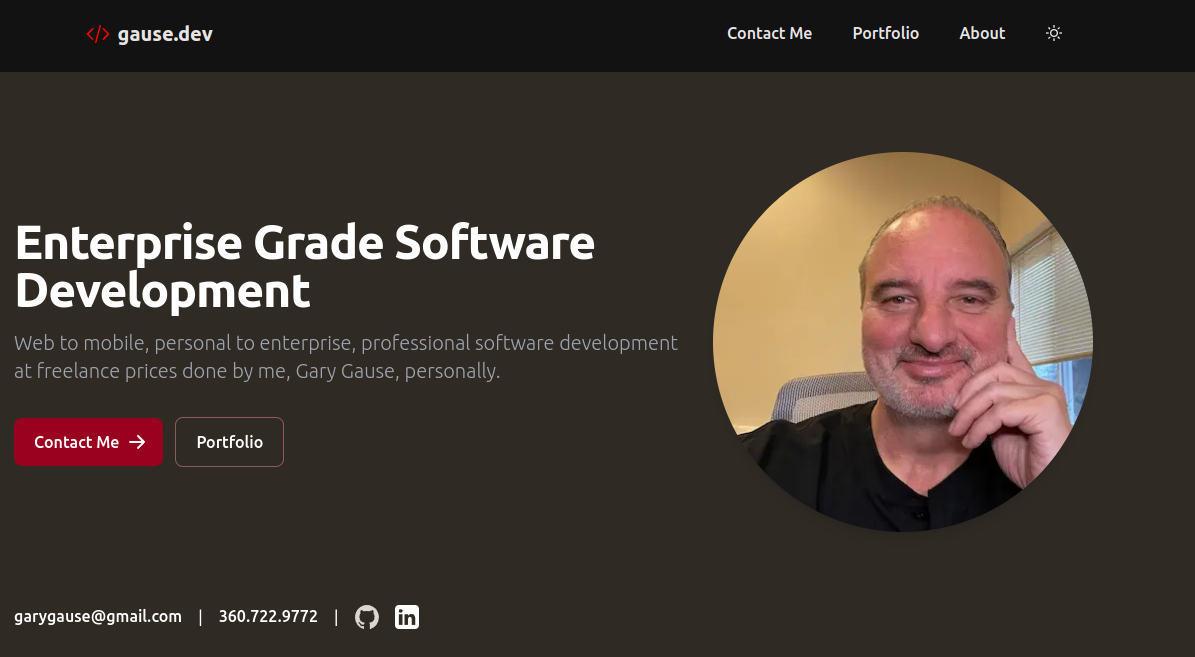 </> gause.dev
Contact Me
Portfolio
About
Enterprise Grade Software
Development
Web to mobile, personal to enterprise, professional software development
at freelance prices done by me, Gary Gause, personally.
Contact Me →
Portfolio
garygause@gmail.com | 360.722.9772 |
in